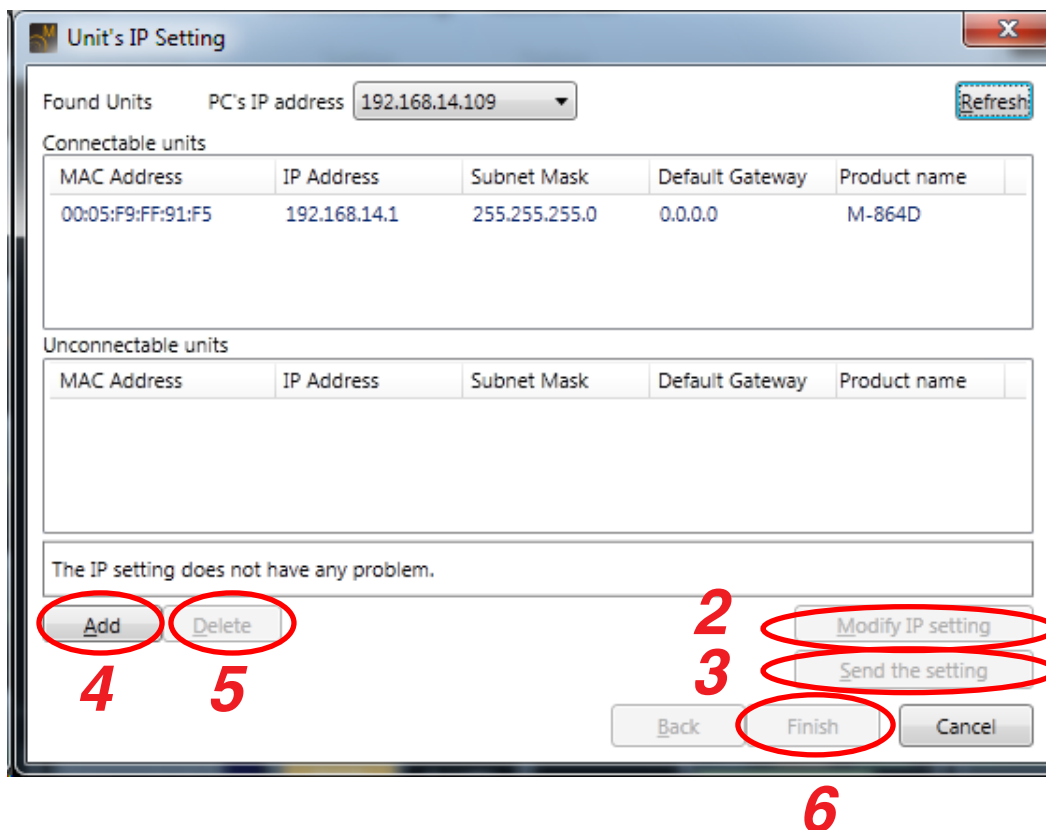 Unit's IP Setting
Found Units PC's IP address 192.168.14.109 Refresh
Connectable units
MAC Address IP Address Subnet Mask Default Gateway Product name
00:05:F9:FF:91:F5 192.168.14.1 255.255.255.0 0.0.0.0 M-864D
Unconnectable units
MAC Address IP Address Subnet Mask Default Gateway Product name
The IP setting does not have any problem.
Add Delete 2 Modify IP setting
4 5 3 Send the setting
Back Finish Cancel
6